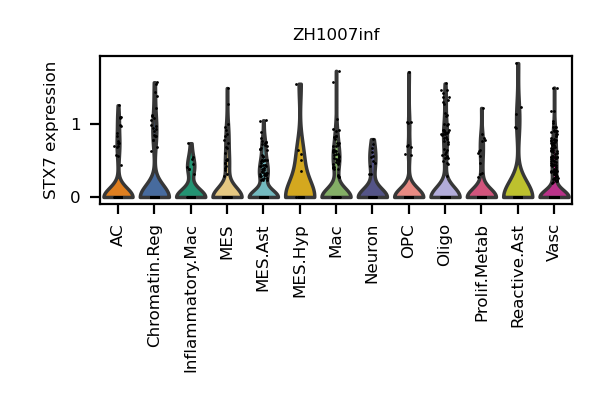 ZH1007inf
STX7 expression
1
0
AC
Chromatin.Reg
Inflammatory.Mac
MES
MES.Ast
MES.Hyp
Mac
Neuron
OPC
Oligo
Prolif.Metab
Reactive.Ast
Vasc